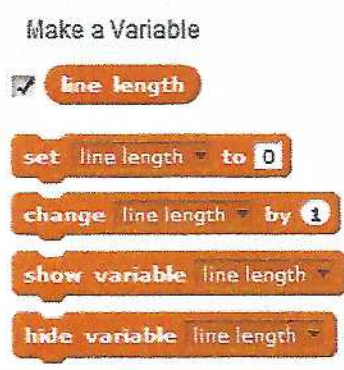 Make a Variable
line length
set line length to 0
change line length by 1
show variable line length
hide variable line length